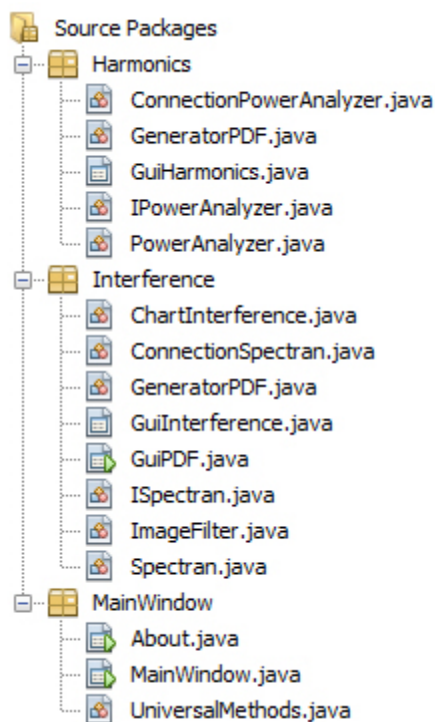 Source Packages
Harmonics
ConnectionPowerAnalyzer.java
GeneratorPDF.java
GuiHarmonics.java
IPowerAnalyzer.java
PowerAnalyzer.java
Interference
ChartInterference.java
ConnectionSpectran.java
GeneratorPDF.java
GuiInterference.java
GuiPDF.java
ISpectran.java
ImageFilter.java
Spectran.java
MainWindow
About.java
MainWindow.java
UniversalMethods.java